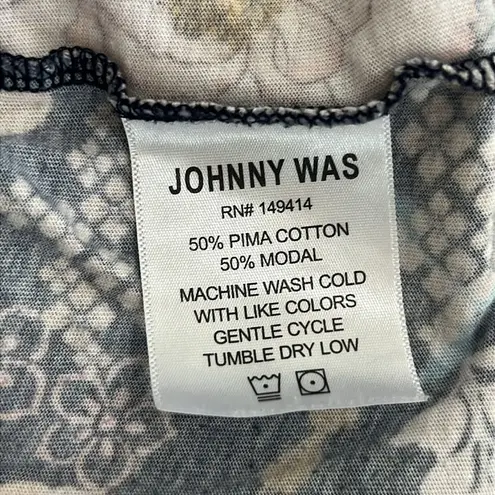 JOHNNY WAS
RN# 149414
50% PIMA COTTON
50% MODAL
MACHINE WASH COLD
WITH LIKE COLORS
GENTLE CYCLE
TUMBLE DRY LOW